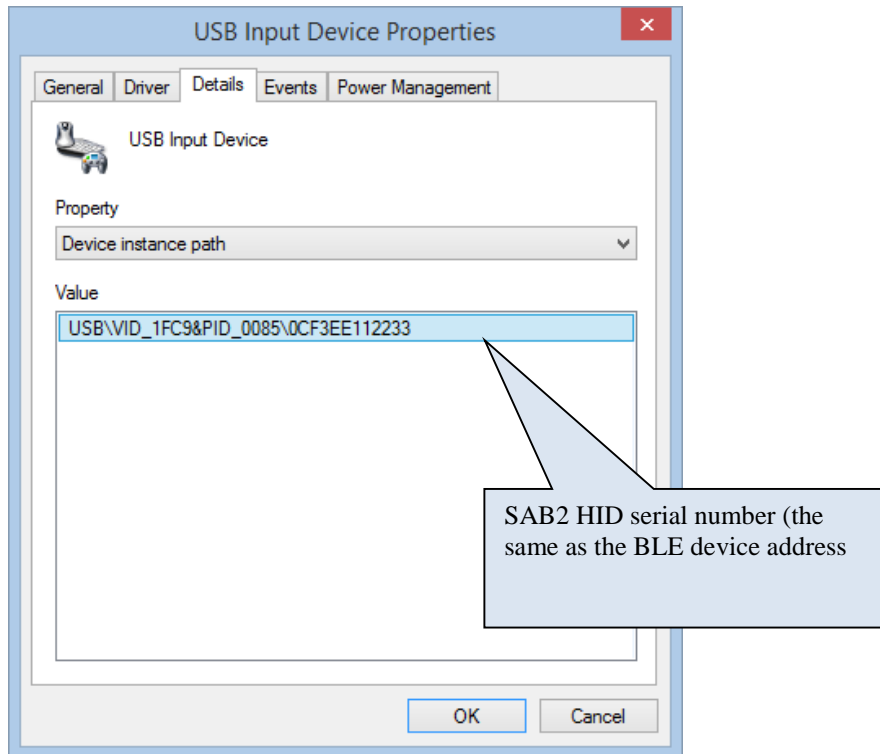 USB Input Device Properties
General Driver Details Events Power Management
USB Input Device
Property
Device instance path
Value
USB\VID_1FC9&PID_0085\0CF3EE112233
SAB2 HID serial number (the
same as the BLE device address
OK Cancel